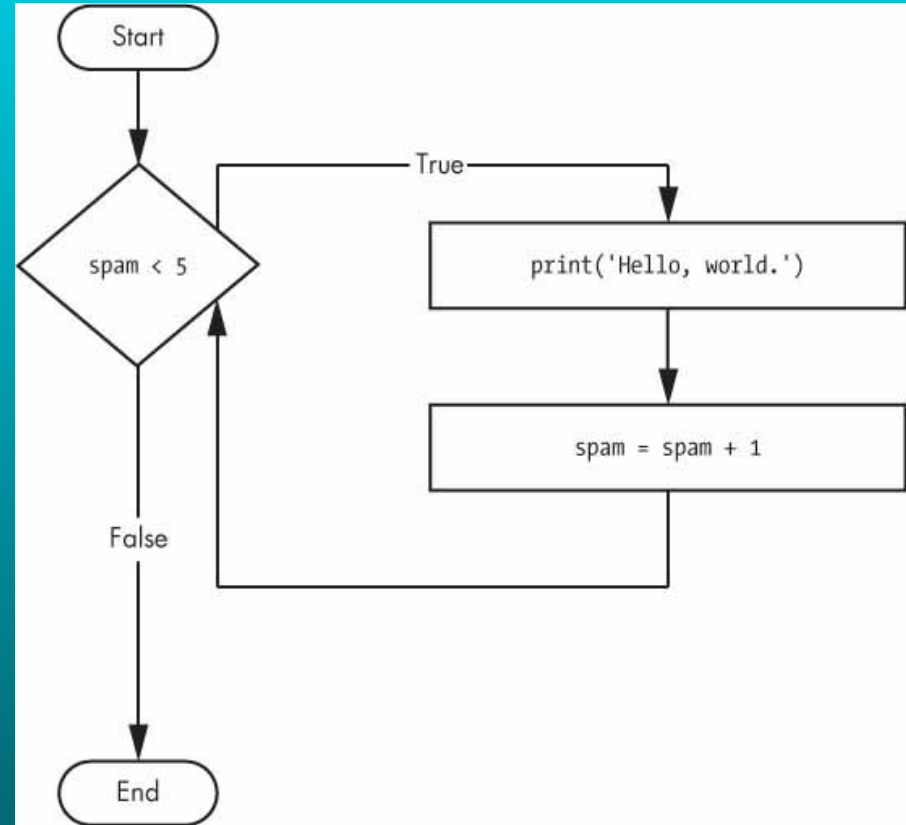 Start
True
spam < 5
print('Hello, world.')
spam = spam + 1
False
End